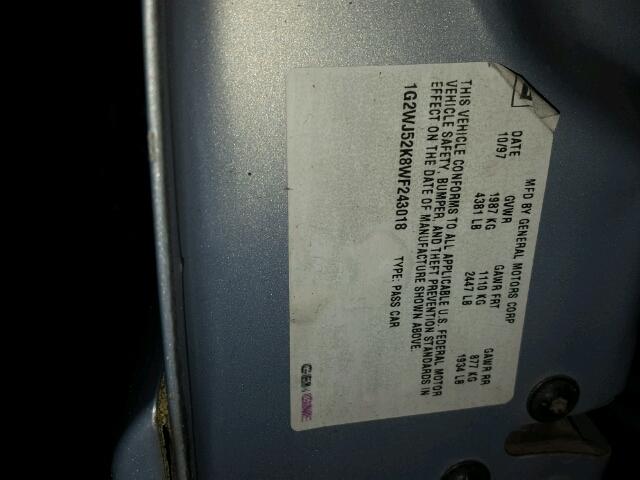 MFD BY GENERAL MOTORS CORP
DATE GVWR GAWR FRT GAWR RR
10/97 1987 KG 1110 KG 877 KG
4381 LB 2447 LB 1934 LB
THIS VEHICLE CONFORMS TO ALL APPLICABLE U.S. FEDERAL MOTOR
VEHICLE SAFETY, BUMPER, AND THEFT PREVENTION STANDARDS IN
EFFECT ON THE DATE OF MANUFACTURE SHOWN ABOVE.
1G2WJ52K8WF243018 TYPE: PASS CAR